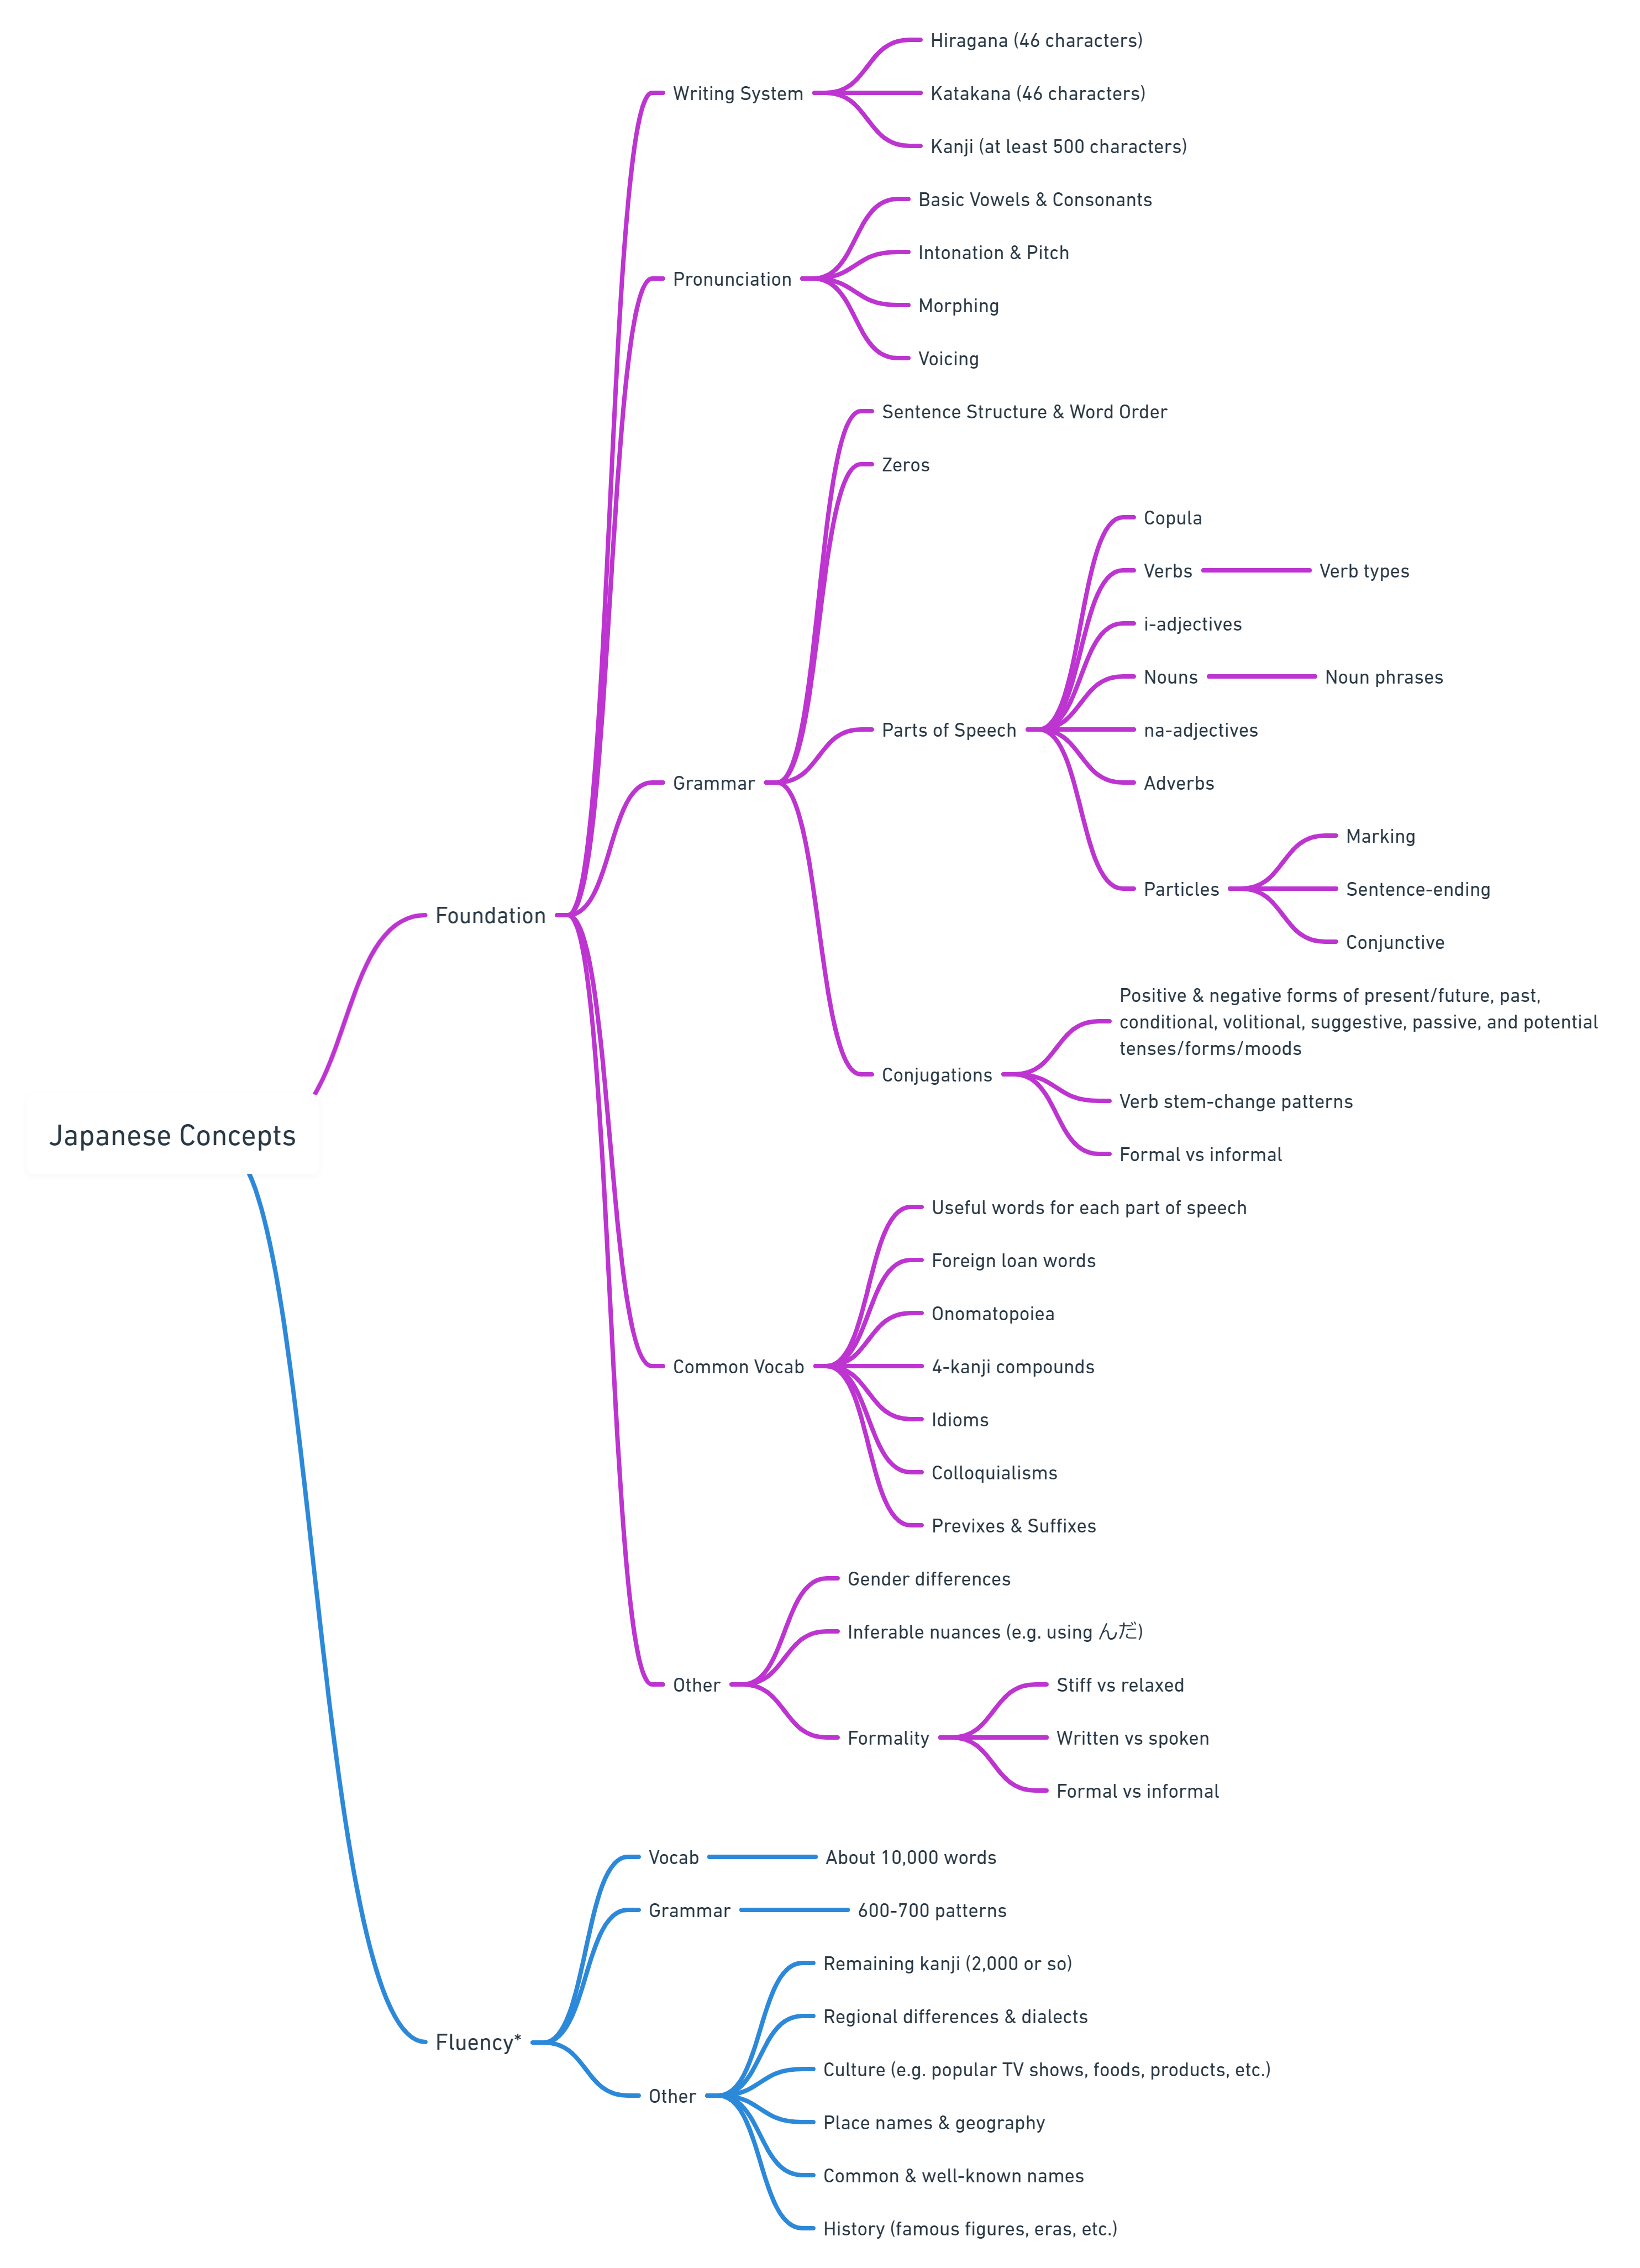 Hiragana (46 characters)
Writing System
Katakana (46 characters)
Kanji (at least 500 characters)
Basic Vowels & Consonants
Intonation & Pitch
Pronunciation
Morphing
Voicing
Sentence Structure & Word Order
Zeros
Copula
Verbs
Verb types
i-adjectives
Nouns
Noun phrases
Parts of Speech
na-adjectives
Grammar
Adverbs
Marking
Particles
Sentence-ending
Foundation
Conjunctive
Positive & negative forms of present/future, past,
conditional, volitional, suggestive, passive, and potential
tenses/forms/moods
Conjugations
Verb stem-change patterns
Japanese Concepts
Formal vs informal
Useful words for each part of speech
Foreign loan words
Onomatopoeia
Common Vocab
4-kanji compounds
Idioms
Colloquialisms
Previxes & Suffixes
Gender differences
Inferable nuances (e.g. using んだ)
Other
Stiff vs relaxed
Formality
Written vs spoken
Formal vs informal
Vocab
About 10,000 words
Grammar
600-700 patterns
Remaining kanji (2,000 or so)
Regional differences & dialects
Fluency*
Culture (e.g. popular TV shows, foods, products, etc.)
Other
Place names & geography
Common & well-known names
History (famous figures, eras, etc.)